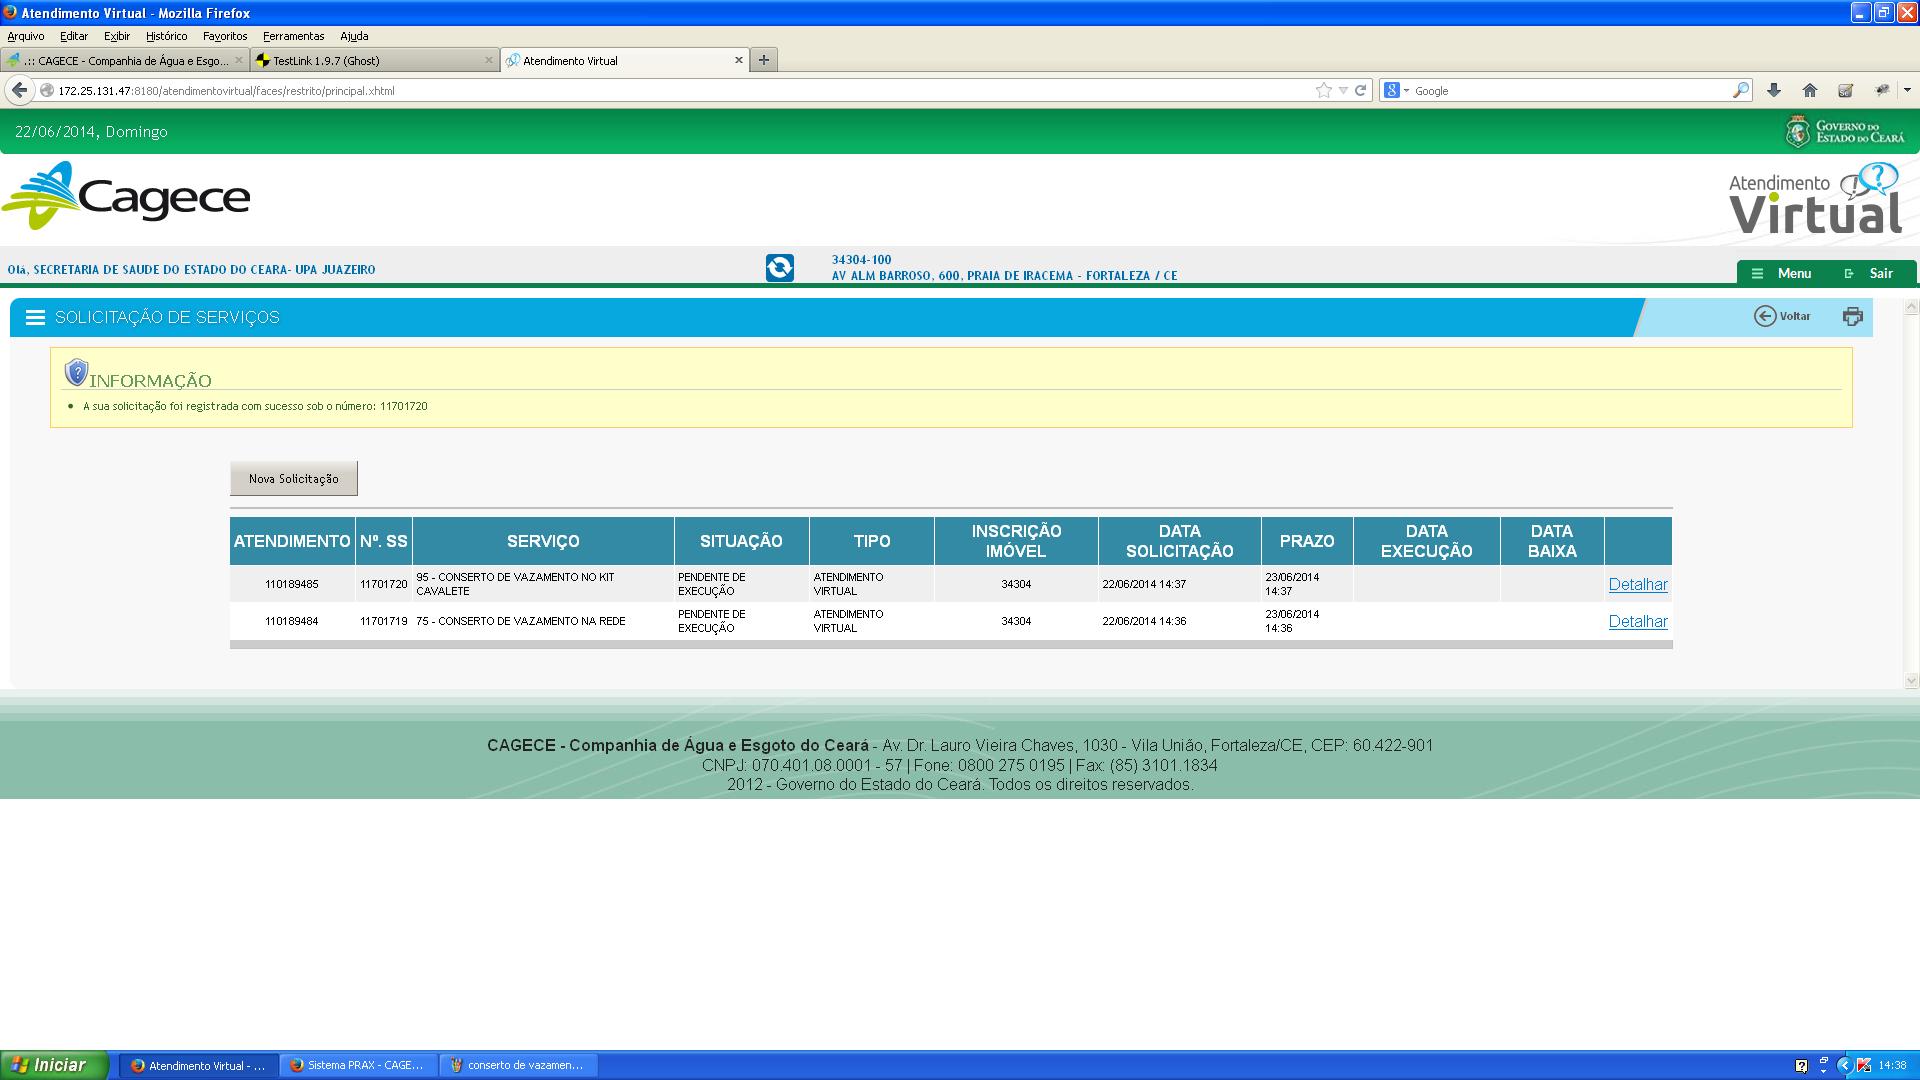 Atendimento Virtual - Mozilla Firefox
Arquivo Editar Exibir Histórico Favoritos Ferramentas Ajuda
.:: CAGECE - Companhia de Água e Esgo... TestLink 1.9.7 (Ghost) Atendimento Virtual
172.25.131.47:8180/atendimentovirtual/faces/restrito/principal.xhtml Google
22/06/2014, Domingo
GOVERNO DO
ESTADO DO CEARÁ
Cagece
Atendimento
Virtual
Olá, SECRETARIA DE SAUDE DO ESTADO DO CEARA- UPA JUAZEIRO
34304-100
AV ALM BARROSO, 600, PRAIA DE IRACEMA - FORTALEZA / CE
Menu Sair
SOLICITAÇÃO DE SERVIÇOS
Voltar
INFORMAÇÃO
A sua solicitação foi registrada com sucesso sob o número: 11701720
Nova Solicitação
ATENDIMENTO Nº. SS SERVIÇO SITUAÇÃO TIPO INSCRIÇÃO IMÓVEL DATA SOLICITAÇÃO PRAZO DATA EXECUÇÃO DATA BAIXA
110189485 11701720 95 - CONSERTO DE VAZAMENTO NO KIT CAVALETE PENDENTE DE EXECUÇÃO ATENDIMENTO VIRTUAL 34304 22/06/2014 14:37 23/06/2014 14:37 Detalhar
110189484 11701719 75 - CONSERTO DE VAZAMENTO NA REDE PENDENTE DE EXECUÇÃO ATENDIMENTO VIRTUAL 34304 22/06/2014 14:36 23/06/2014 14:36 Detalhar
CAGECE - Companhia de Água e Esgoto do Ceará - Av. Dr. Lauro Vieira Chaves, 1030 - Vila União, Fortaleza/CE, CEP: 60.422-901
CNPJ: 070.401.08.0001 - 57 | Fone: 0800 275 0195 | Fax: (85) 3101.1834
2012 - Governo do Estado do Ceará. Todos os direitos reservados.
Iniciar Atendimento Virtual - ... Sistema PRAX - CAGE... conserto de vazamen... 14:38